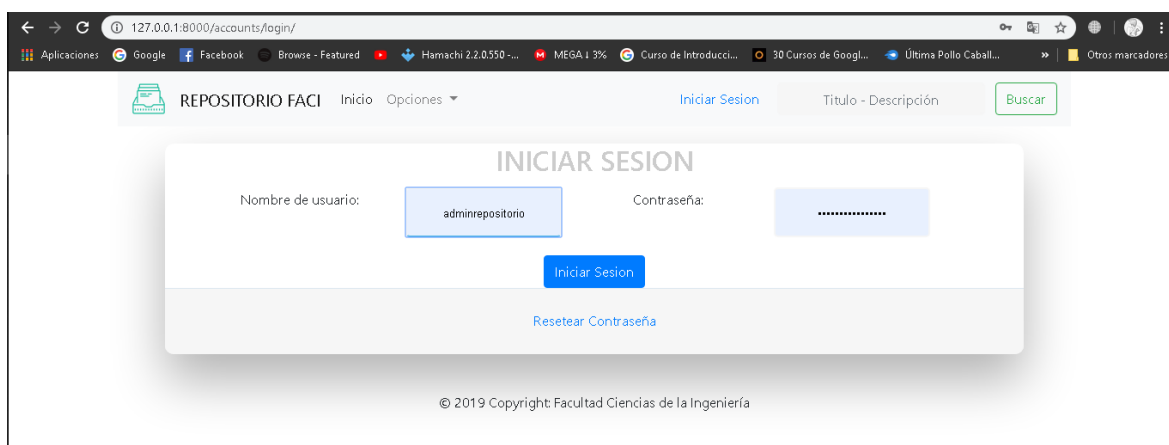 127.0.0.1:8000/accounts/login/
Aplicaciones Google Facebook Browse - Featured Hamachi 2.2.0.550 -... MEGA ⬇ 3% Curso de Introducci... 30 Cursos de Googl... Última Pollo Caball... » Otros marcadores
REPOSITORIO FACI Inicio Opciones Iniciar Sesion Titulo - Descripción Buscar
INICIAR SESION
Nombre de usuario: adminrepositorio Contraseña: ••••••••••••••••
Iniciar Sesion
Resetear Contraseña
© 2019 Copyright: Facultad Ciencias de la Ingeniería